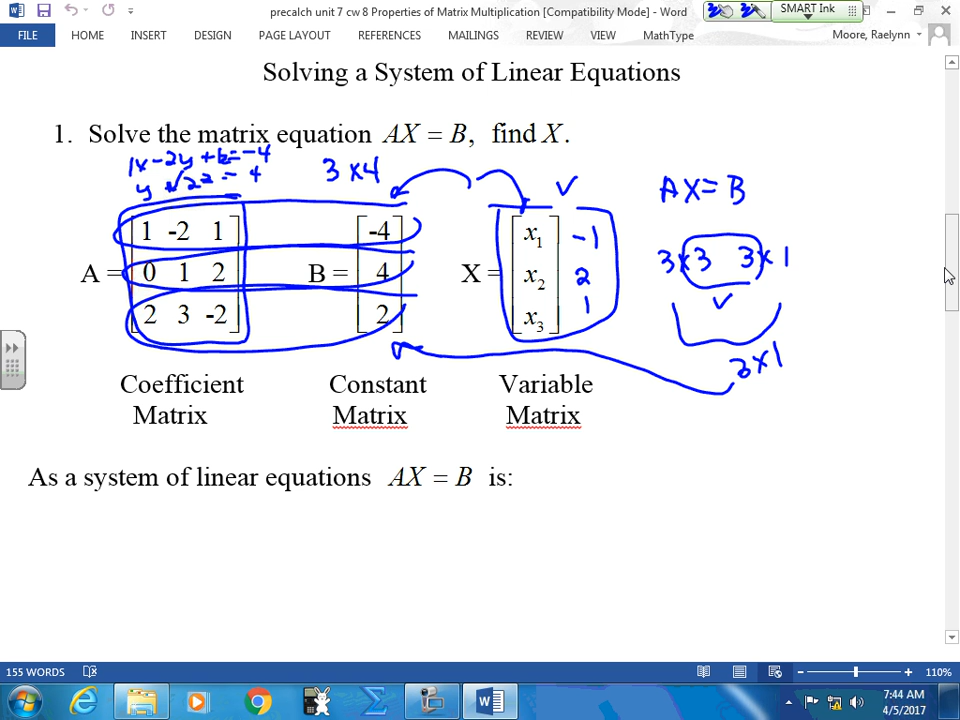 precalch unit 7 cw 8 Properties of Matrix Multiplication [Compatibility Mode] - Word
SMART Ink
FILE HOME INSERT DESIGN PAGE LAYOUT REFERENCES MAILINGS REVIEW VIEW MathType Moore, Raelynn
Solving a System of Linear Equations
1. Solve the matrix equation AX = B, find X.
1x - 2y + z = -4
y + 2z = 4
3 x 4
AX = B
1 -2 1
0 1 2
2 3 -2
A =
-4
4
2
B =
x1
x2
x3
X =
-1
2
1
3x3 3x1
3x1
Coefficient Constant Variable
Matrix Matrix Matrix
As a system of linear equations AX = B is:
155 WORDS 110%
7:44 AM
4/5/2017